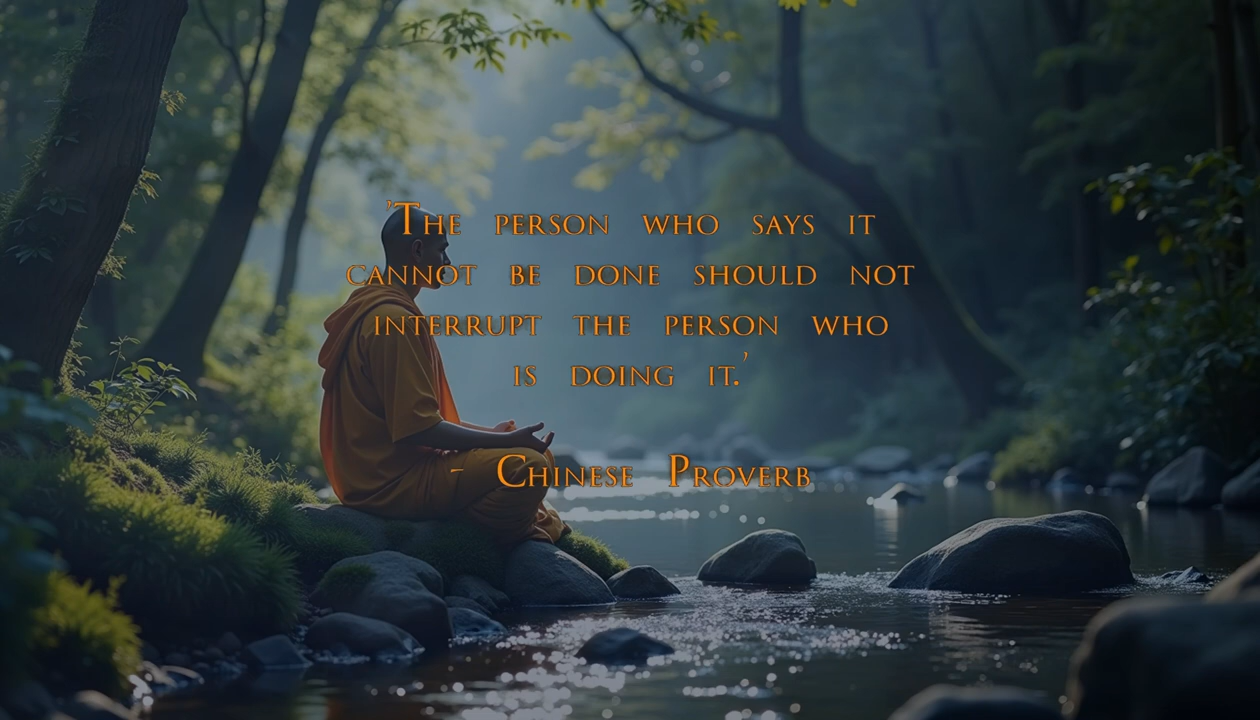 'The person who says it
cannot be done should not
interrupt the person who
is doing it.'
- Chinese Proverb